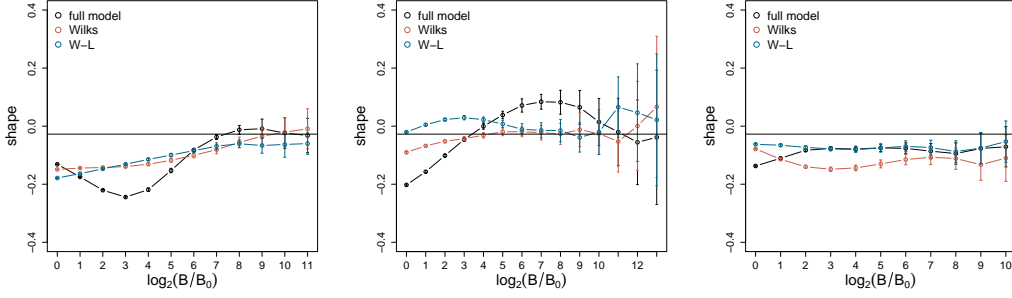 full model
Wilks
W−L
shape
0.4
0.2
0.0
−0.2
−0.4
0 1 2 3 4 5 6 7 8 9 10 11
log₂(B/B₀)
full model
Wilks
W−L
shape
0.4
0.2
0.0
−0.2
−0.4
0 1 2 3 4 5 6 7 8 9 10 12
log₂(B/B₀)
full model
Wilks
W−L
shape
0.4
0.2
0.0
−0.2
−0.4
0 1 2 3 4 5 6 7 8 9 10
log₂(B/B₀)